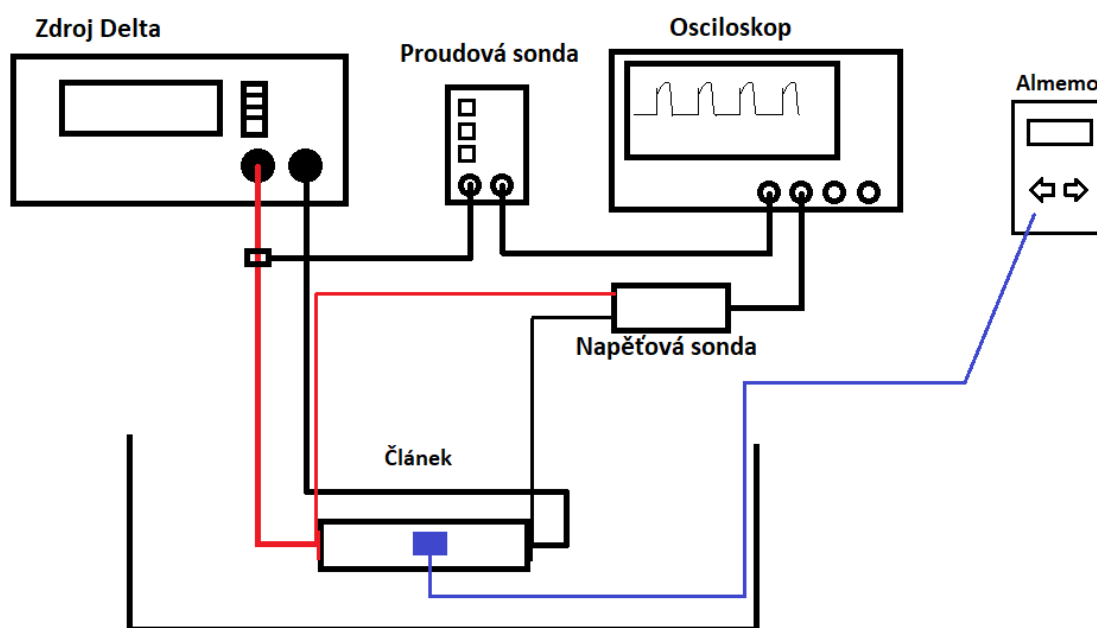 Zdroj Delta
Proudová sonda
Osciloskop
Almemo
Napěťová sonda
Článek